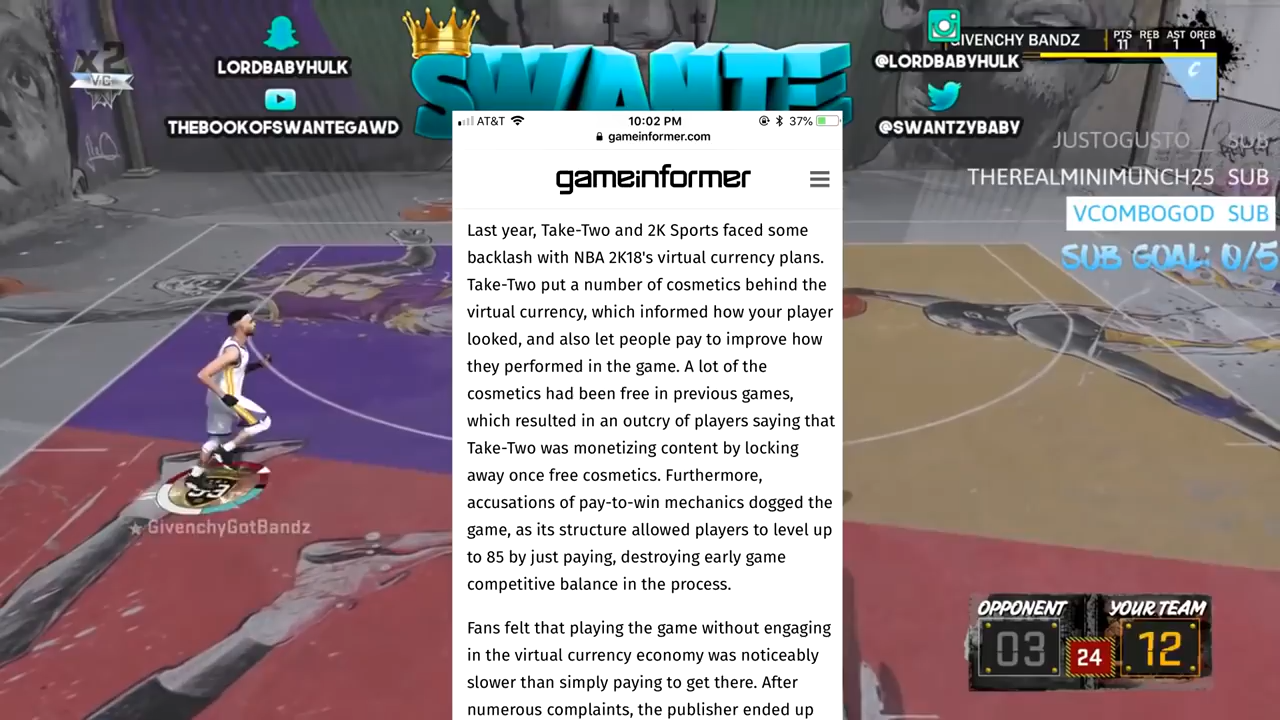 x2
VC
LORDBABYHULK
THEBOOKOFSWANTEGAWD
SWANTE
GIVENCHY BANDZ
PTS REB AST OREB
11 1 1 1
@LORDBABYHULK
@SWANTZYBABY
C
JUSTOGUSTO__ SUB
THEREALMINIMUNCH25 SUB
VCOMBOGOD SUB
SUB GOAL: 0/5
AT&T 10:02 PM 37%
gameinformer.com
gameinformer
Last year, Take-Two and 2K Sports faced some
backlash with NBA 2K18's virtual currency plans.
Take-Two put a number of cosmetics behind the
virtual currency, which informed how your player
looked, and also let people pay to improve how
they performed in the game. A lot of the
cosmetics had been free in previous games,
which resulted in an outcry of players saying that
Take-Two was monetizing content by locking
away once free cosmetics. Furthermore,
accusations of pay-to-win mechanics dogged the
game, as its structure allowed players to level up
to 85 by just paying, destroying early game
competitive balance in the process.
Fans felt that playing the game without engaging
in the virtual currency economy was noticeably
slower than simply paying to get there. After
numerous complaints, the publisher ended up
GivenchyGotBandz
OPPONENT YOUR TEAM
03 24 12